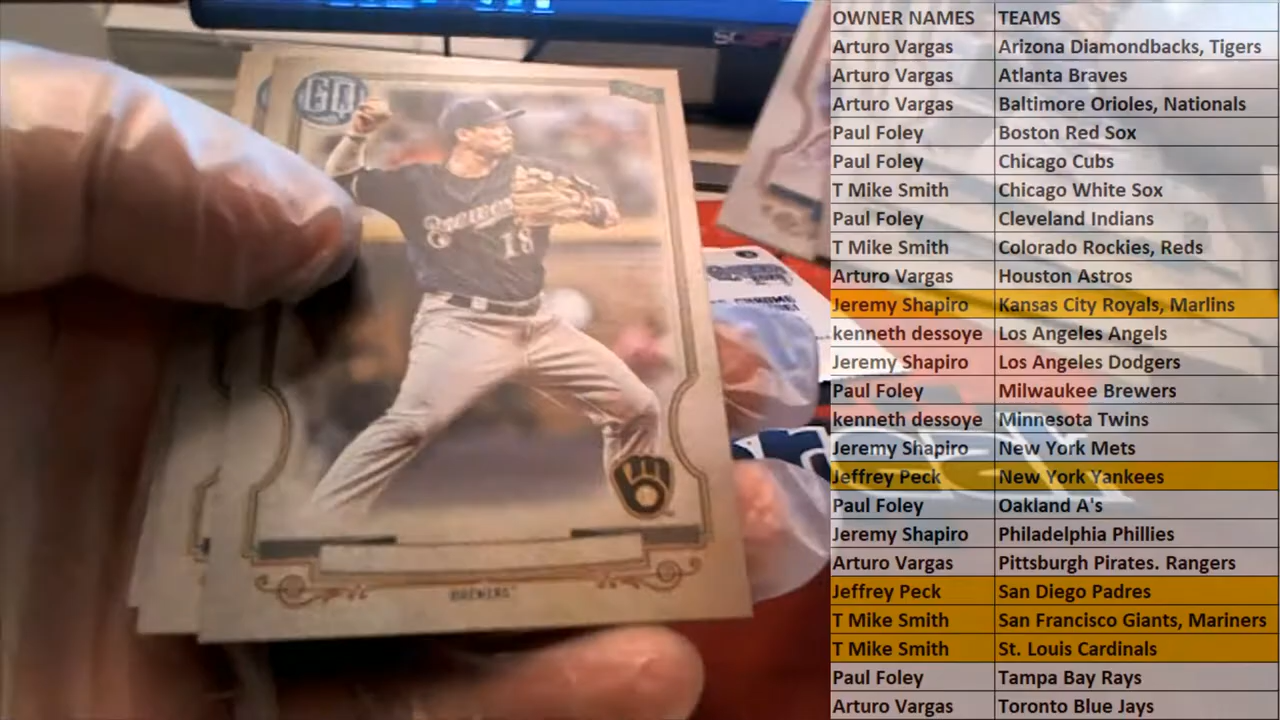 OWNER NAMES TEAMS
Arturo Vargas Arizona Diamondbacks, Tigers
Arturo Vargas Atlanta Braves
Arturo Vargas Baltimore Orioles, Nationals
Paul Foley Boston Red Sox
Paul Foley Chicago Cubs
T Mike Smith Chicago White Sox
Paul Foley Cleveland Indians
T Mike Smith Colorado Rockies, Reds
Arturo Vargas Houston Astros
Jeremy Shapiro Kansas City Royals, Marlins
kenneth dessoye Los Angeles Angels
Jeremy Shapiro Los Angeles Dodgers
Paul Foley Milwaukee Brewers
kenneth dessoye Minnesota Twins
Jeremy Shapiro New York Mets
Jeffrey Peck New York Yankees
Paul Foley Oakland A's
Jeremy Shapiro Philadelphia Phillies
Arturo Vargas Pittsburgh Pirates. Rangers
Jeffrey Peck San Diego Padres
T Mike Smith San Francisco Giants, Mariners
T Mike Smith St. Louis Cardinals
Paul Foley Tampa Bay Rays
Arturo Vargas Toronto Blue Jays
GQ
Brewers
BREWERS